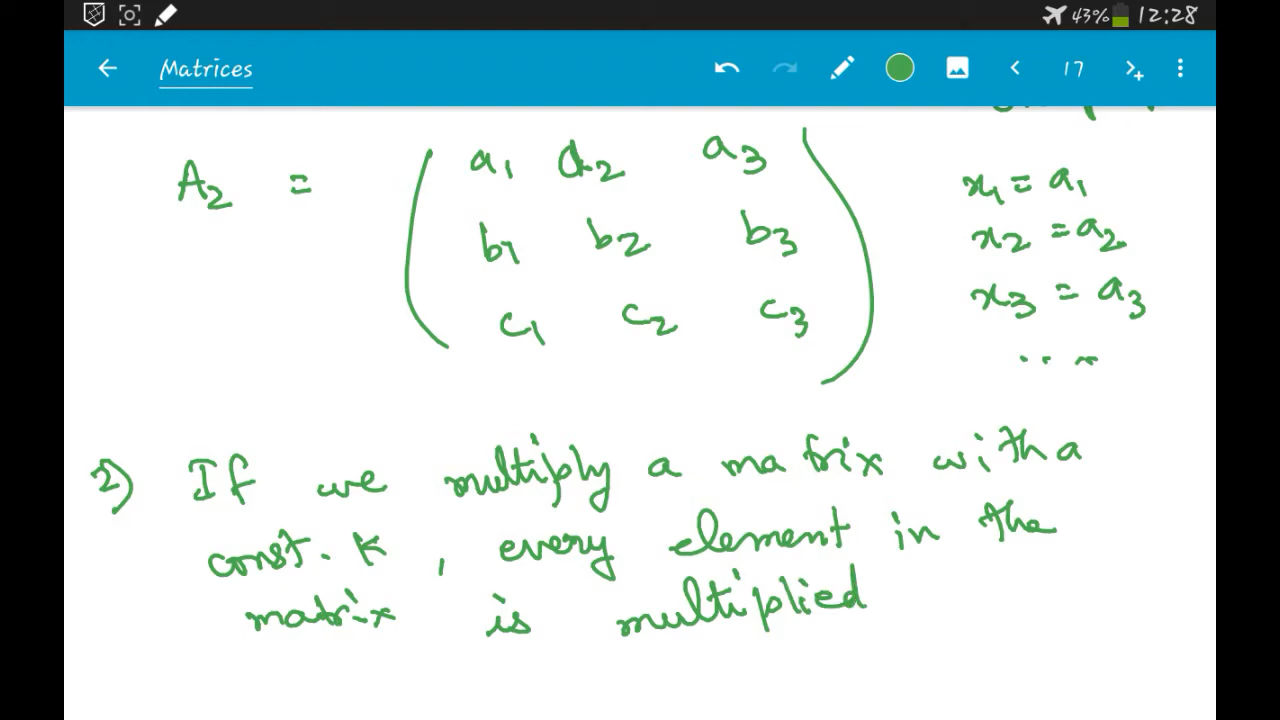 43% 12:28
Matrices 17
A₂ = ( a₁ a₂ a₃
b₁ b₂ b₃
c₁ c₂ c₃ )
x₁ = a₁
x₂ = a₂
x₃ = a₃
....
2) If we multiply a matrix with a
const. k , every element in the
matrix is multiplied